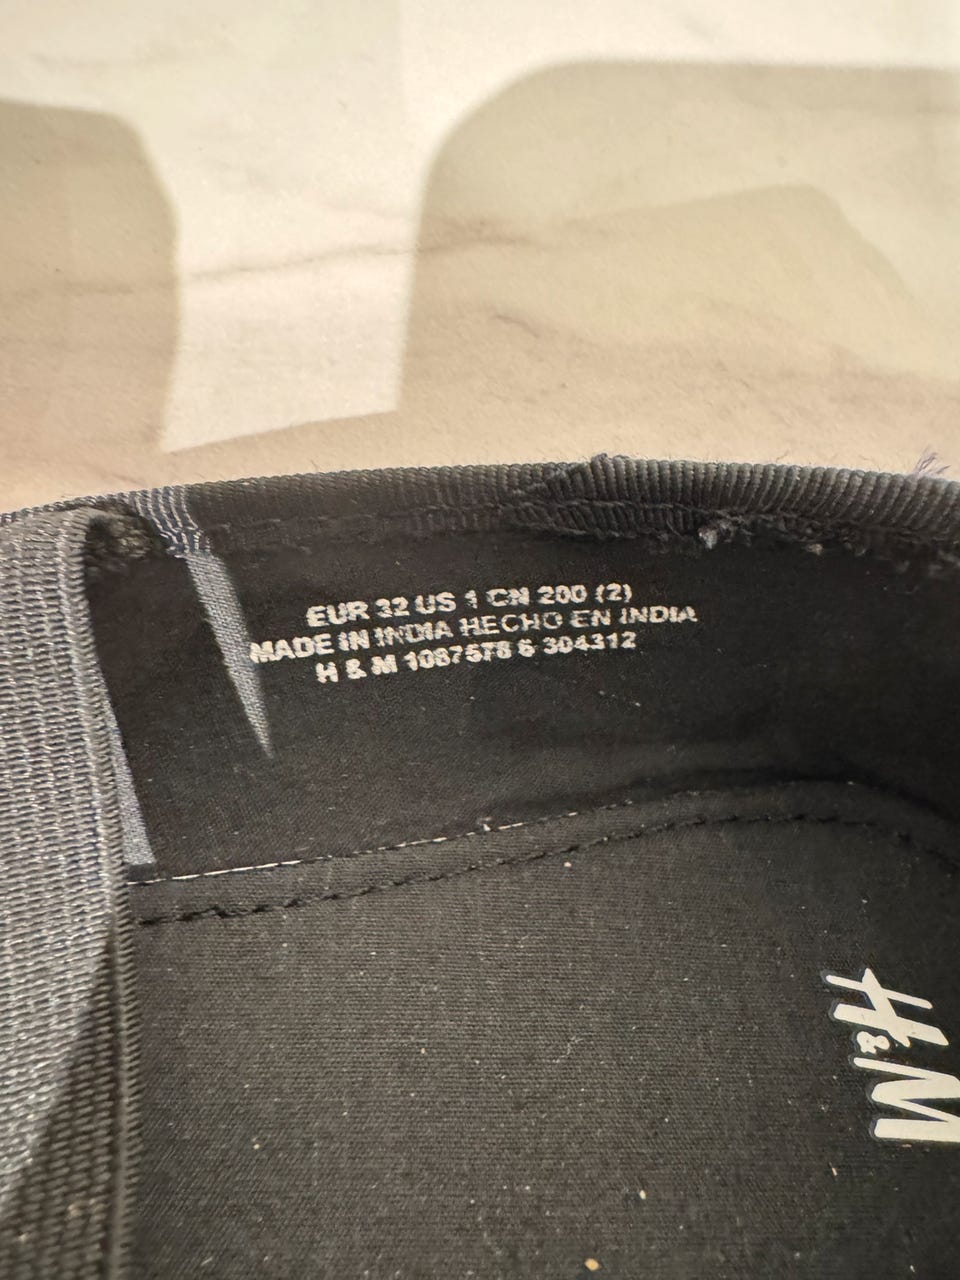 EUR 32 US 1 CN 200 (2)
MADE IN INDIA HECHO EN INDIA
H & M 1087578 6 304312
H&M